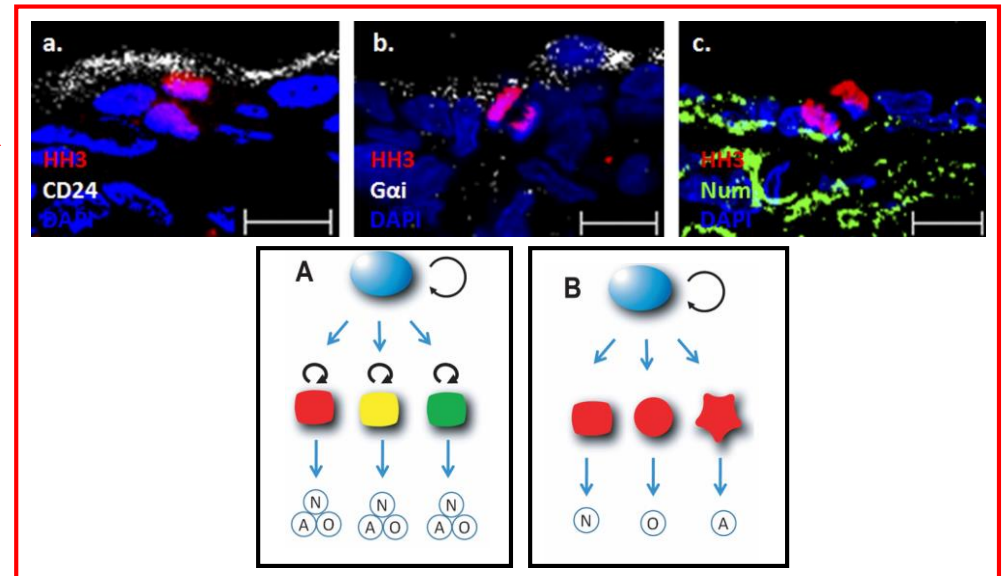 a.
HH3
CD24
DAPI
b.
HH3
Gαi
DAPI
c.
HH3
Num
DAPI
A
N
A O
N
A O
N
A O
B
N
O
A